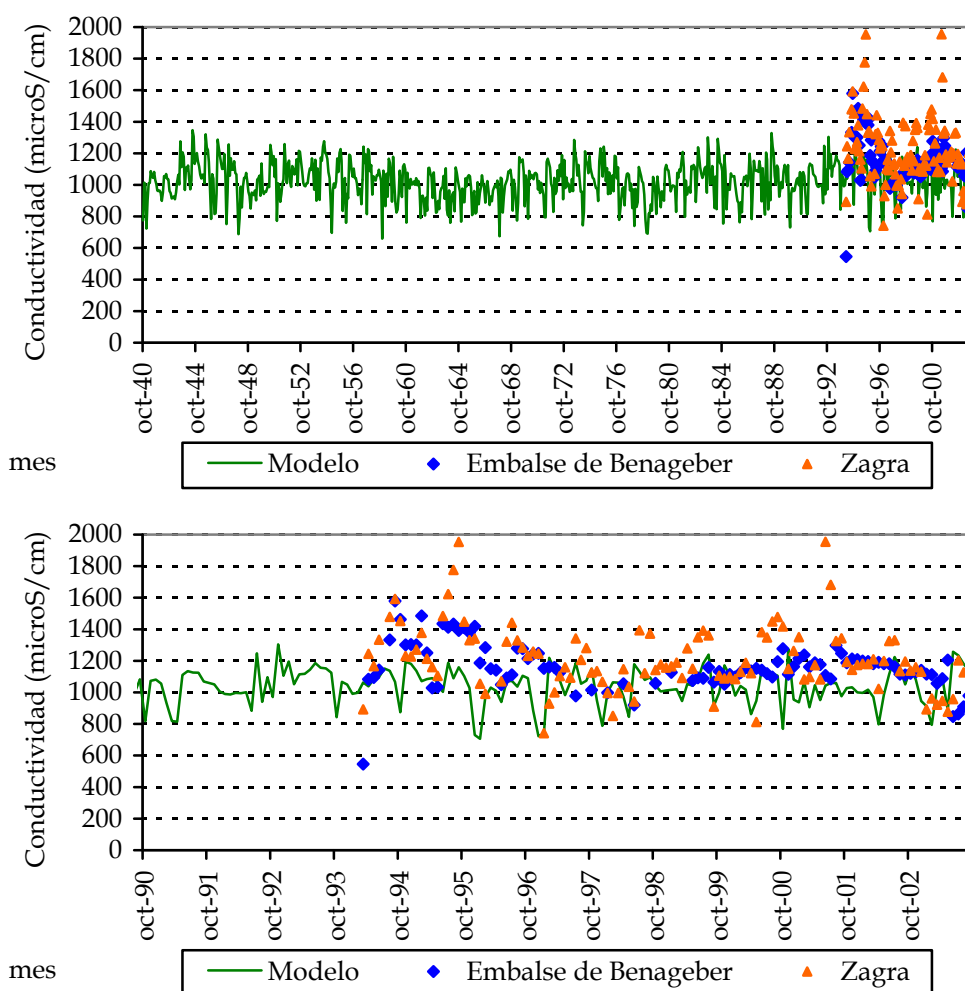 Conductividad (microS/cm)
2000
1800
1600
1400
1200
1000
800
600
400
200
0
oct-40
oct-44
oct-48
oct-52
oct-56
oct-60
oct-64
oct-68
oct-72
oct-76
oct-80
oct-84
oct-88
oct-92
oct-96
oct-00
mes
Modelo
Embalse de Benageber
Zagra
Conductividad (microS/cm)
2000
1800
1600
1400
1200
1000
800
600
400
200
0
oct-90
oct-91
oct-92
oct-93
oct-94
oct-95
oct-96
oct-97
oct-98
oct-99
oct-00
oct-01
oct-02
mes
Modelo
Embalse de Benageber
Zagra